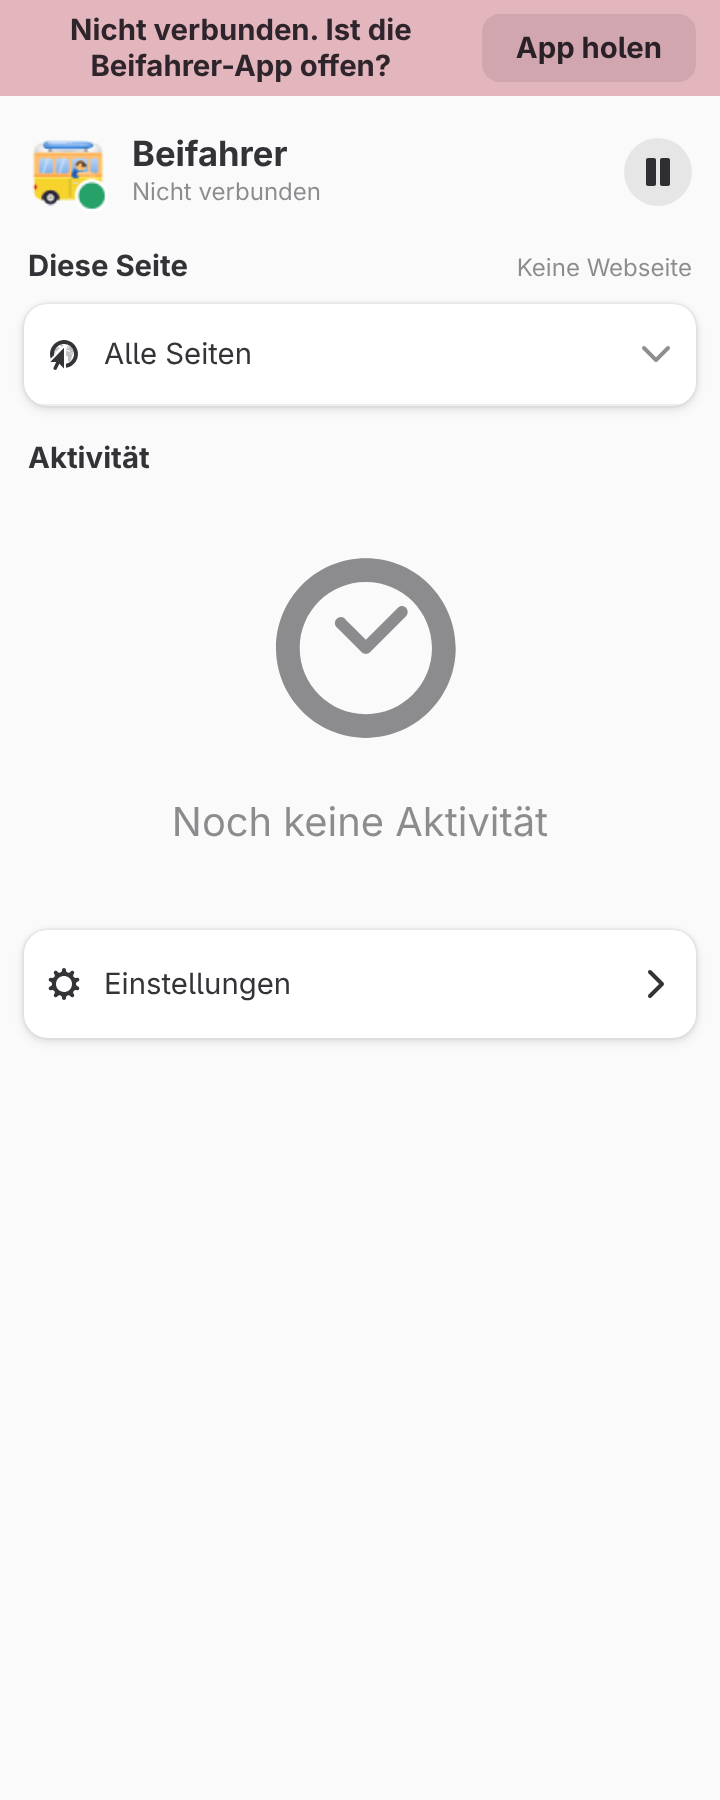 Nicht verbunden. Ist die
Beifahrer-App offen?
App holen
Beifahrer
Nicht verbunden
Diese Seite
Keine Webseite
Alle Seiten
Aktivität
Noch keine Aktivität
Einstellungen